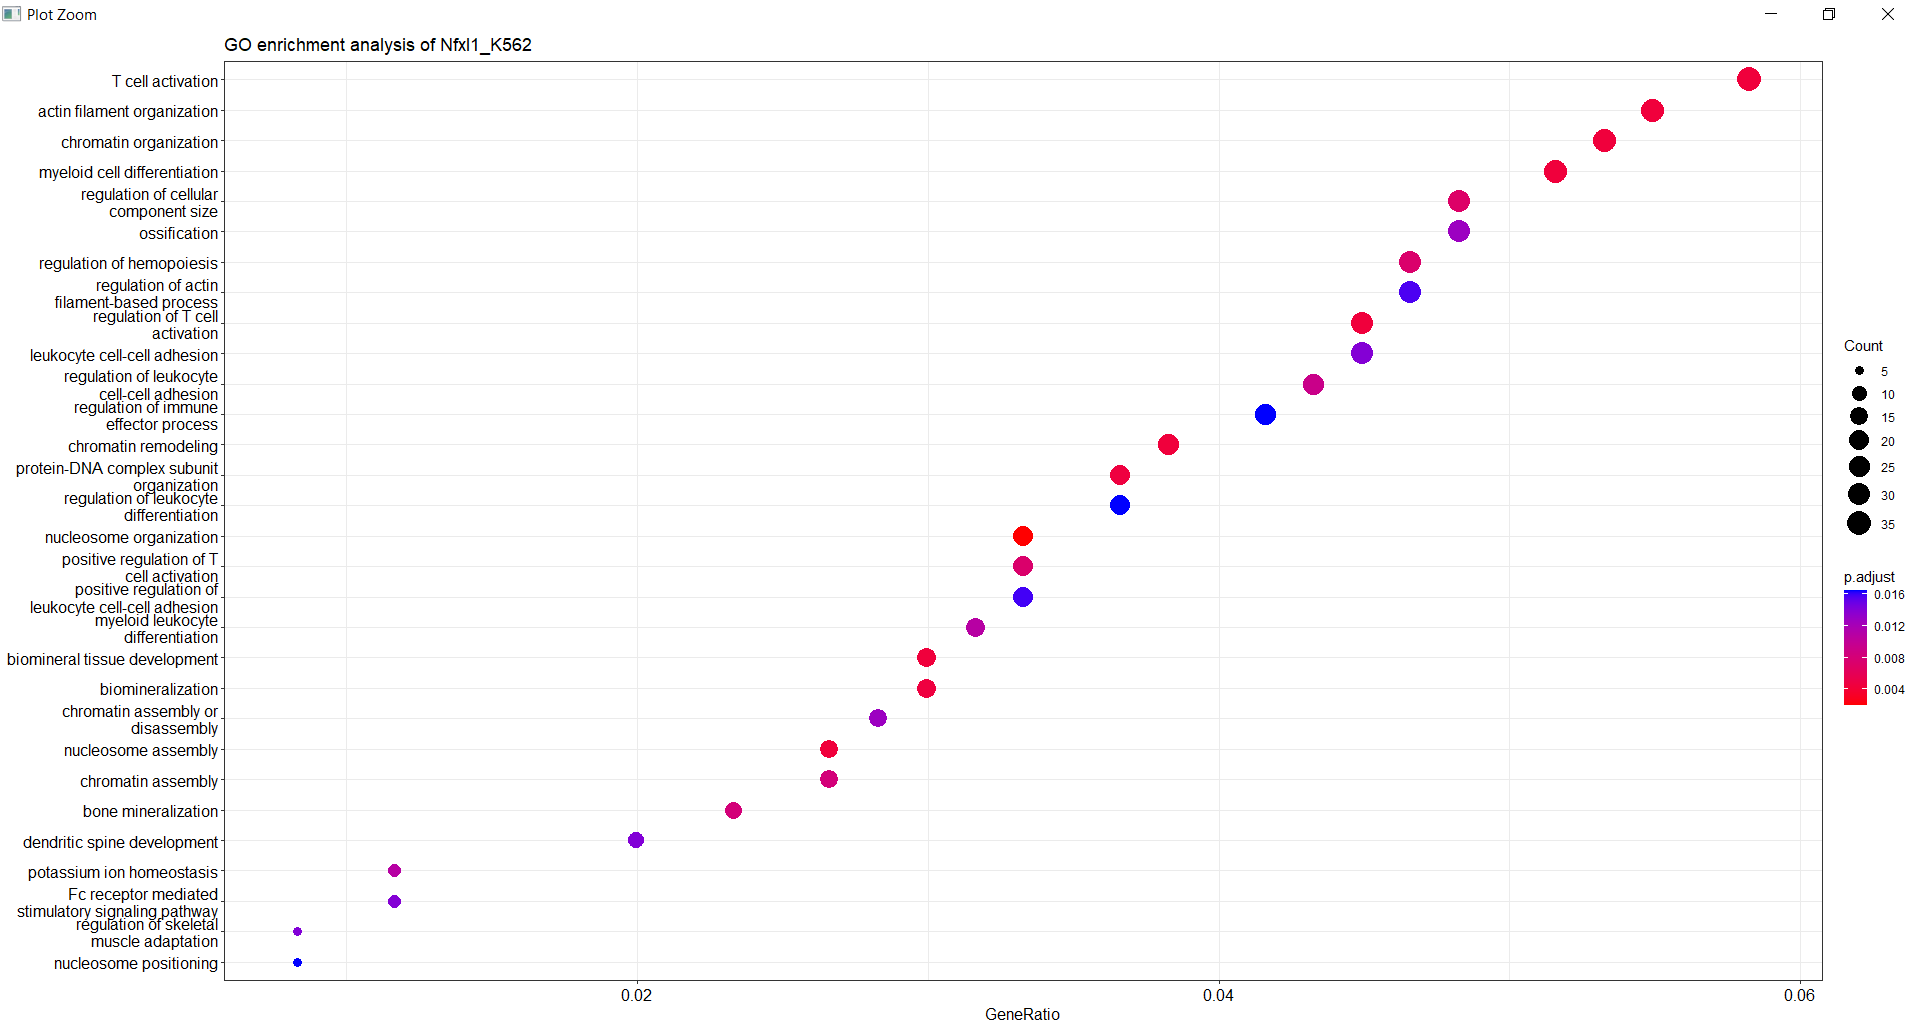 Plot Zoom
GO enrichment analysis of Nfxl1_K562
T cell activation
actin filament organization
chromatin organization
myeloid cell differentiation
regulation of cellular
component size
ossification
regulation of hemopoiesis
regulation of actin
filament-based process
regulation of T cell
activation
leukocyte cell-cell adhesion
regulation of leukocyte
cell-cell adhesion
regulation of immune
effector process
chromatin remodeling
protein-DNA complex subunit
organization
regulation of leukocyte
differentiation
nucleosome organization
positive regulation of T
cell activation
positive regulation of
leukocyte cell-cell adhesion
myeloid leukocyte
differentiation
biomineral tissue development
biomineralization
chromatin assembly or
disassembly
nucleosome assembly
chromatin assembly
bone mineralization
dendritic spine development
potassium ion homeostasis
Fc receptor mediated
stimulatory signaling pathway
regulation of skeletal
muscle adaptation
nucleosome positioning
0.02
0.04
0.06
GeneRatio
Count
5
10
15
20
25
30
35
p.adjust
0.016
0.012
0.008
0.004